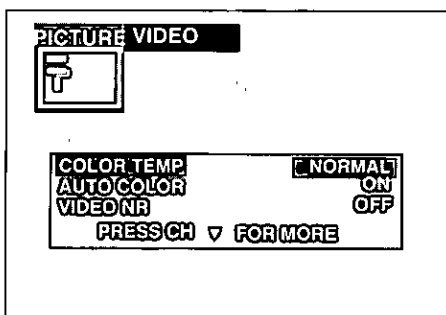 PICTURE VIDEO
COLOR TEMP [NORMAL]
AUTO COLOR ON
VIDEO NR OFF
PRESS CH ▽ FOR MORE